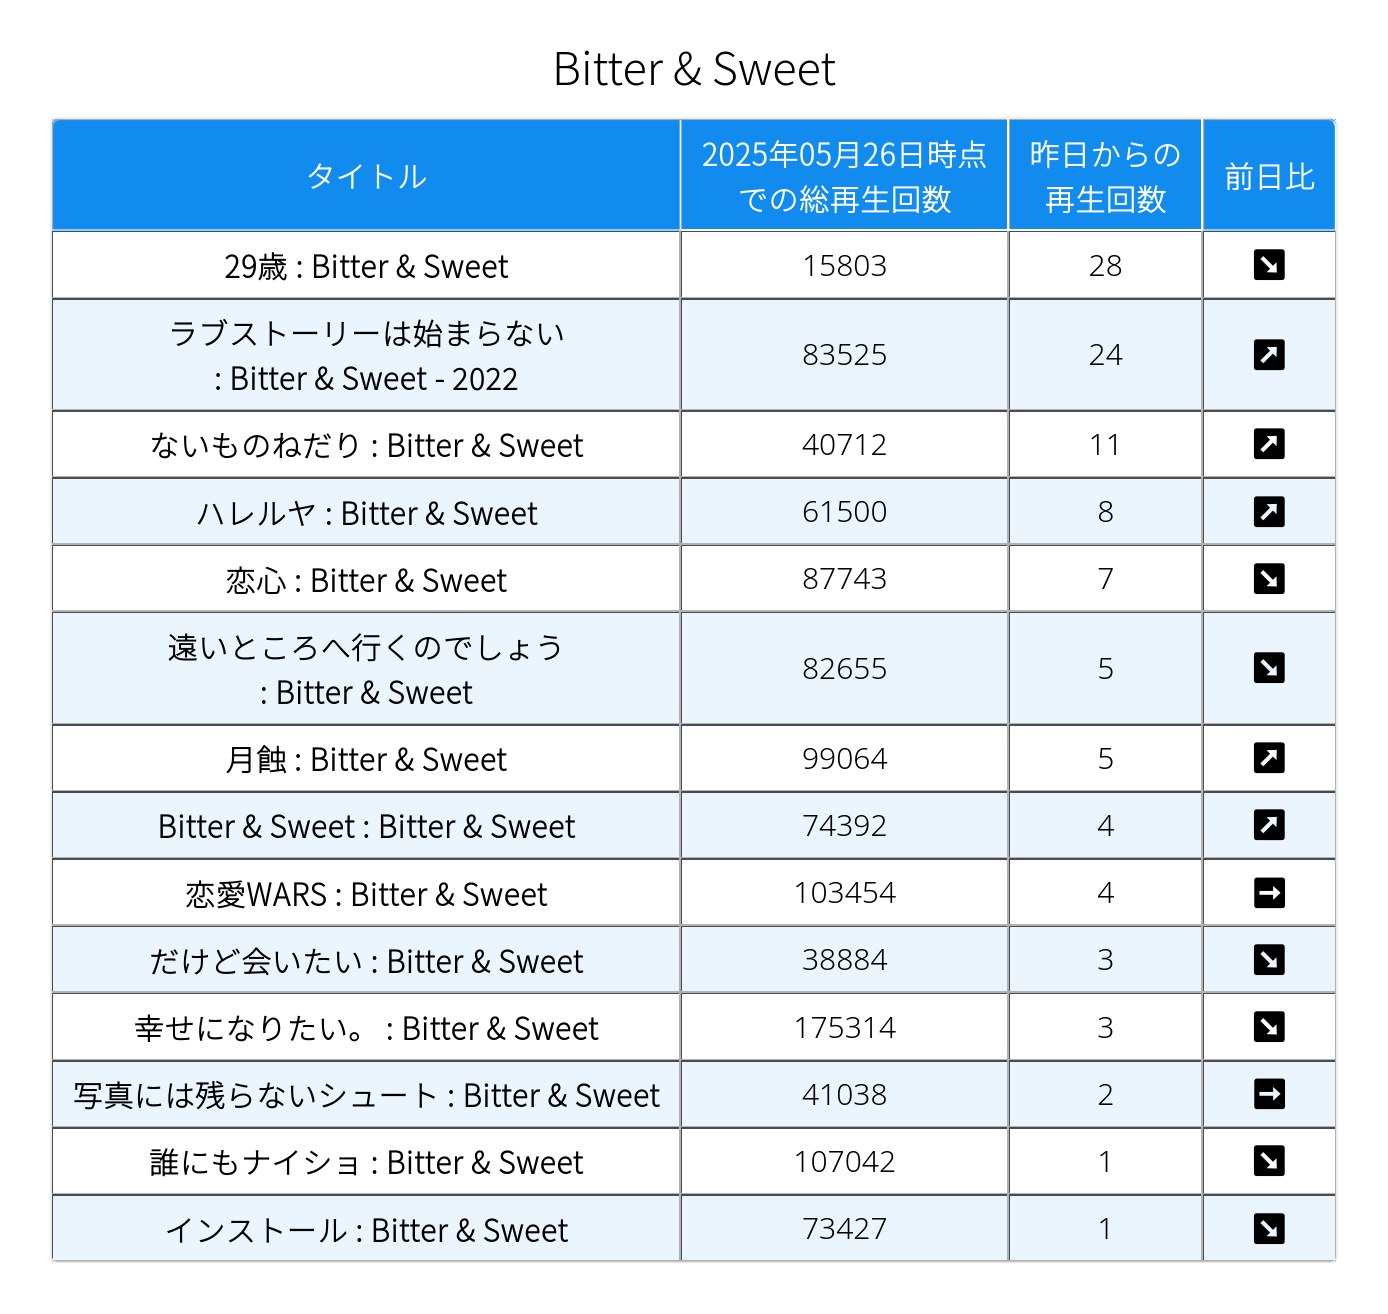 Bitter & Sweet
タイトル
2025年05月26日時点
での総再生回数
昨日からの
再生回数
前日比
29歳 : Bitter & Sweet
15803
28
ラブストーリーは始まらない
: Bitter & Sweet - 2022
83525
24
ないものねだり : Bitter & Sweet
40712
11
ハレルヤ : Bitter & Sweet
61500
8
恋心 : Bitter & Sweet
87743
7
遠いところへ行くのでしょう
: Bitter & Sweet
82655
5
月蝕 : Bitter & Sweet
99064
5
Bitter & Sweet : Bitter & Sweet
74392
4
恋愛WARS : Bitter & Sweet
103454
4
だけど会いたい : Bitter & Sweet
38884
3
幸せになりたい。 : Bitter & Sweet
175314
3
写真には残らないシュート : Bitter & Sweet
41038
2
誰にもナイショ : Bitter & Sweet
107042
1
インストール : Bitter & Sweet
73427
1